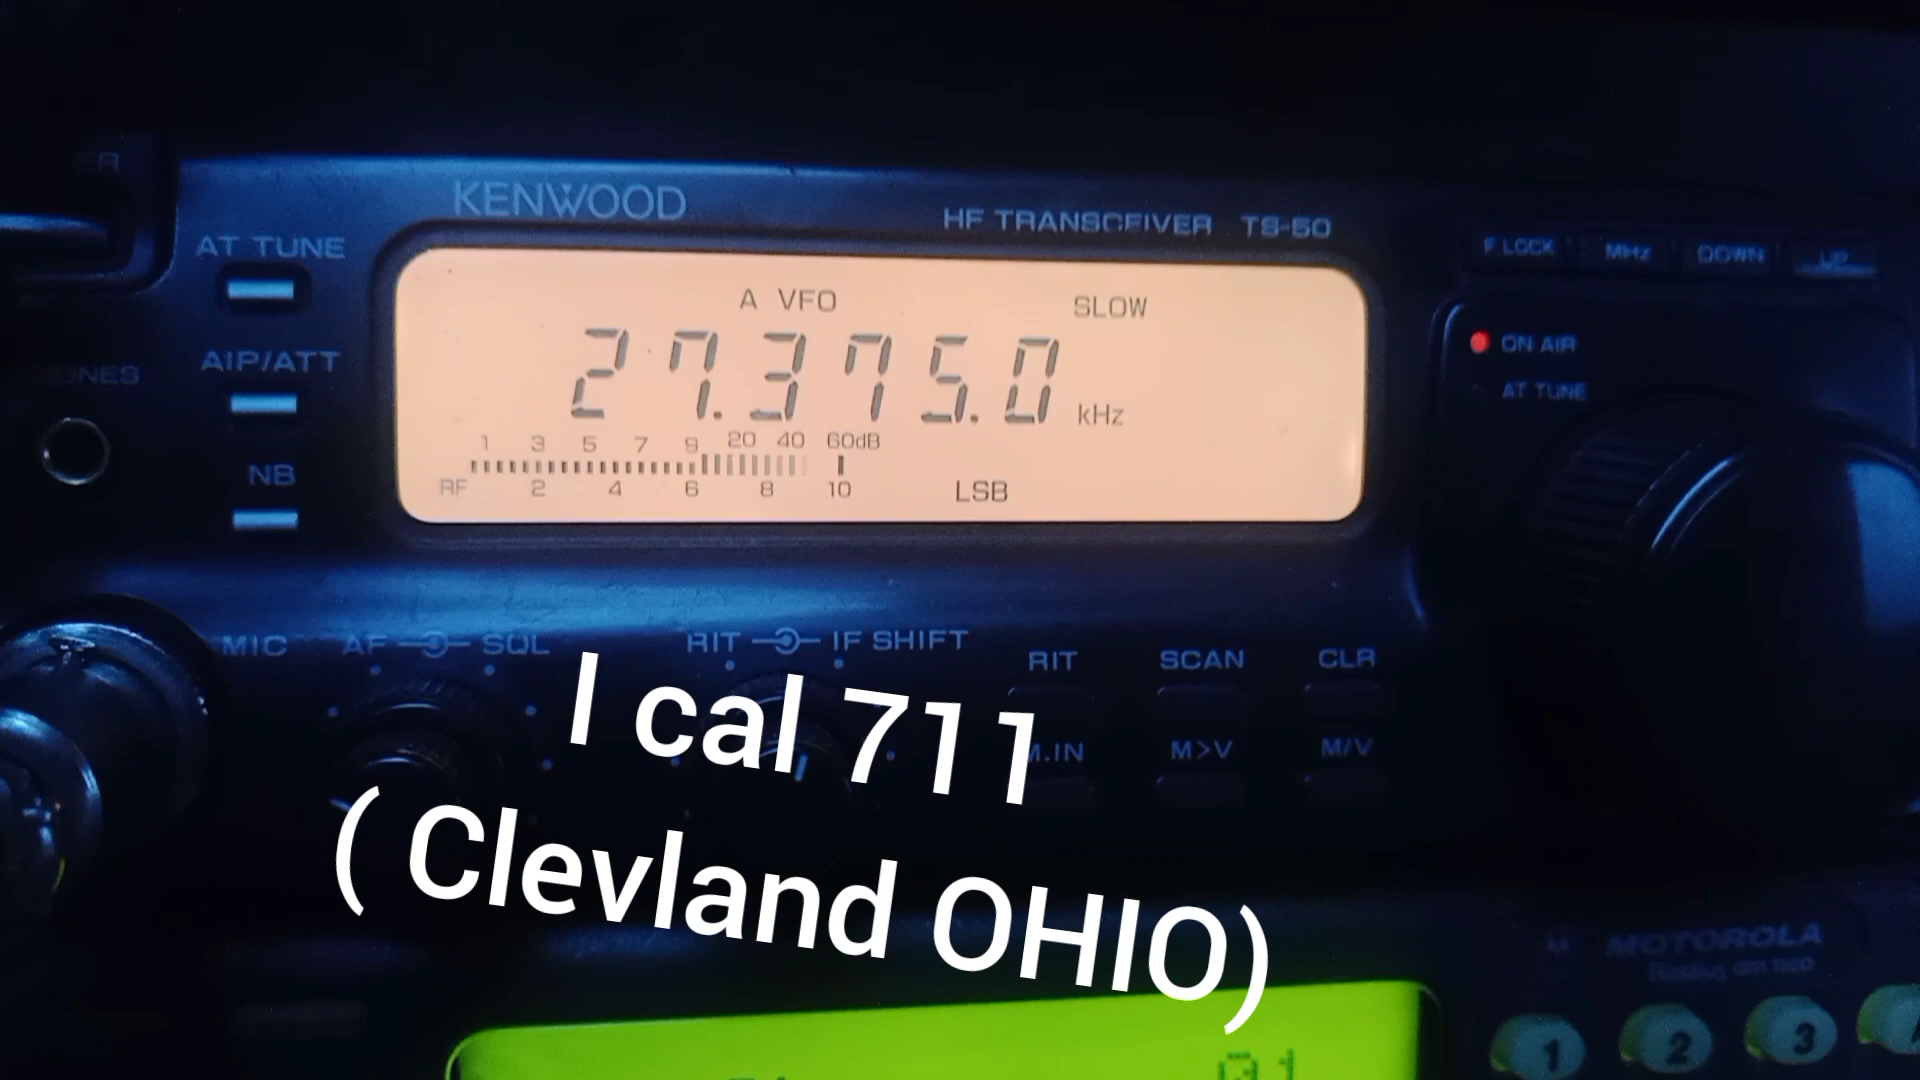 KENWOOD
HF TRANSCEIVER TS-50
AT TUNE
F LOCK MHz DOWN UP
A VFO SLOW
27.375.0 kHz
ON AIR
AIP/ATT
AT TUNE
1 3 5 7 9 20 40 60dB
NB
RF 2 4 6 8 10 LSB
MIC AF SQL RIT IF SHIFT
RIT SCAN CLR
M.IN M>V M/V
I cal 711
( Clevland OHIO)
MOTOROLA
1 2 3